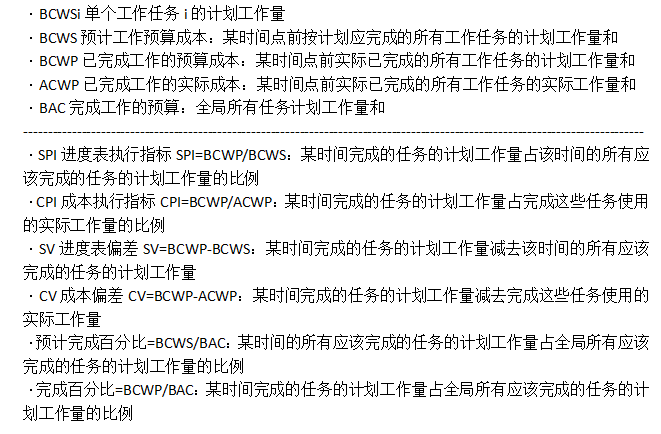 · BCWSi 单个工作任务 i 的计划工作量
· BCWS 预计工作预算成本：某时间点前按计划应完成的所有工作任务的计划工作量和
· BCWP 已完成工作的预算成本：某时间点前实际已完成的所有工作任务的计划工作量和
· ACWP 已完成工作的实际成本：某时间点前实际已完成的所有工作任务的实际工作量和
· BAC 完成工作的预算：全局所有任务计划工作量和
--------------------------------------------------------------------------------
· SPI 进度表执行指标 SPI=BCWP/BCWS：某时间完成的任务的计划工作量占该时间的所有应
该完成的任务的计划工作量的比例
· CPI 成本执行指标 CPI=BCWP/ACWP：某时间完成的任务的计划工作量占完成这些任务使用
的实际工作量的比例
· SV 进度表偏差 SV=BCWP-BCWS：某时间完成的任务的计划工作量减去该时间的所有应该
完成的任务的计划工作量
· CV 成本偏差 CV=BCWP-ACWP：某时间完成的任务的计划工作量减去完成这些任务使用的
实际工作量
·预计完成百分比=BCWS/BAC：某时间的所有应该完成的任务的计划工作量占全局所有应该
完成的任务的计划工作量的比例
·完成百分比=BCWP/BAC：某时间完成的任务的计划工作量占全局所有应该完成的任务的计
划工作量的比例